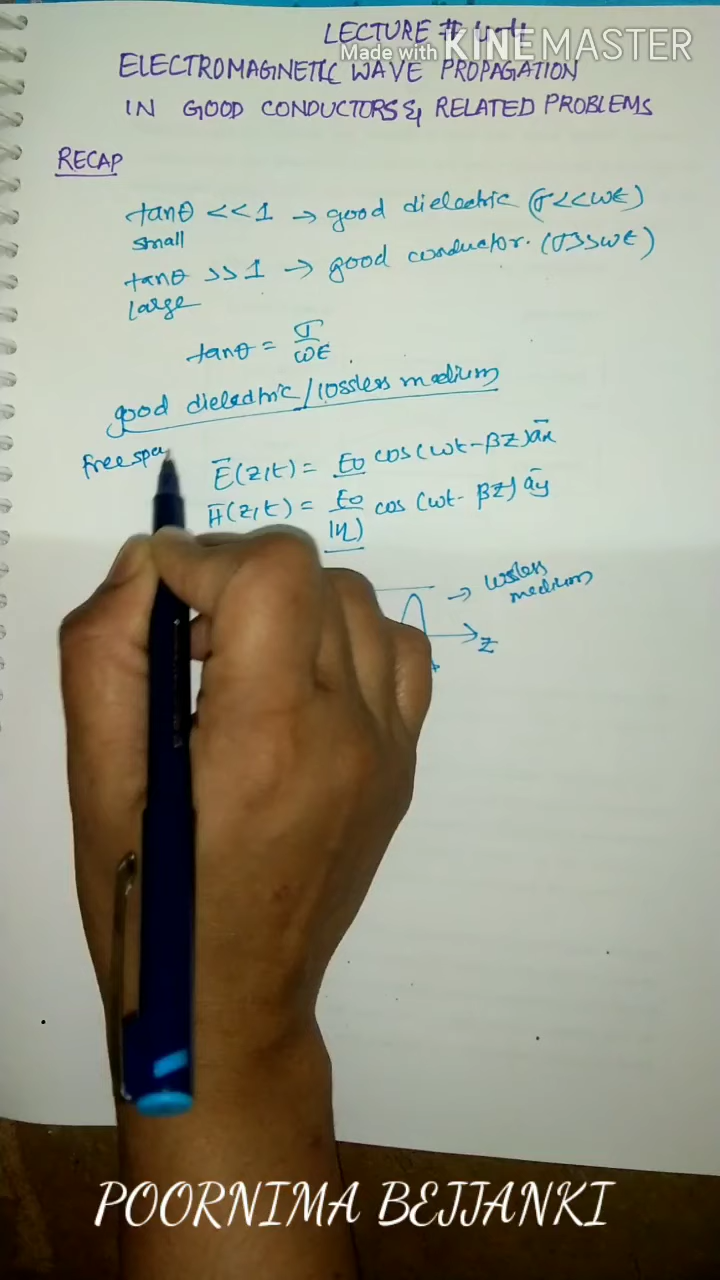 LECTURE #
Made with KINEMASTER
ELECTROMAGNETIC WAVE PROPAGATION
IN GOOD CONDUCTORS & RELATED PROBLEMS
RECAP
tanθ << 1 → good dielectric (σ<<ωϵ)
small
tanθ >> 1 → good conductor. (σ>>ωϵ)
large
tanθ = σ/ωϵ
good dielectric / lossless medium
free spa
E̅(z,t) = E0 cos(ωt-βz) a̅x
H̅(z,t) = E0/|η| cos(ωt-βz) a̅y
→ lossless
medium
z
POORNIMA BEJJANKI